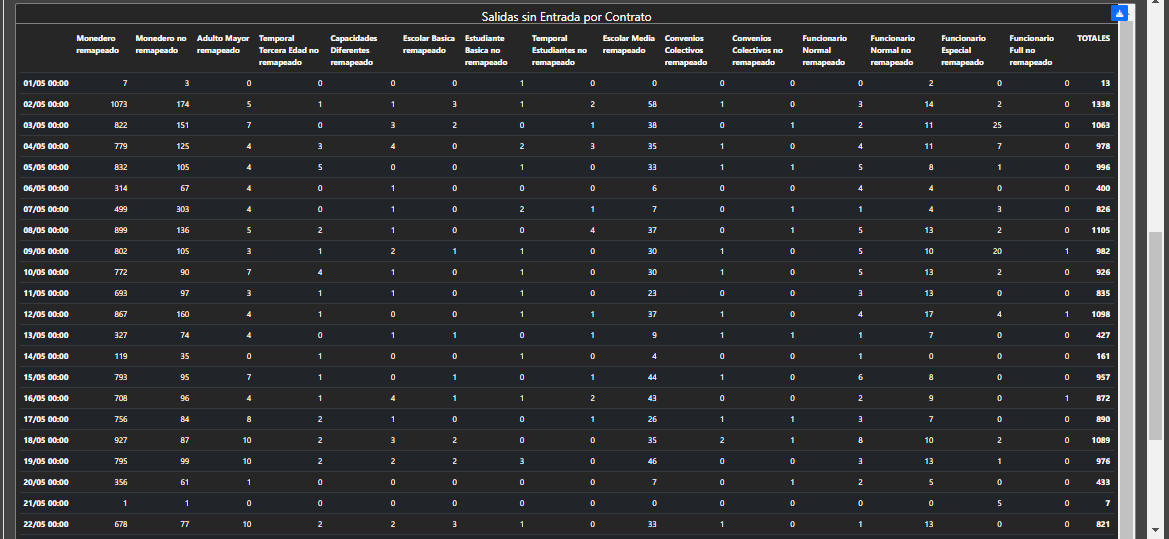 Salidas sin Entrada por Contrato
Monedero remapeado Monedero no remapeado Adulto Mayor remapeado Temporal Tercera Edad no remapeado Capacidades Diferentes remapeado Escolar Basica remapeado Estudiante Basica no remapeado Temporal Estudiantes no remapeado Escolar Media remapeado Convenios Colectivos remapeado Convenios Colectivos no remapeado Funcionario Normal remapeado Funcionario Normal no remapeado Funcionario Especial remapeado Funcionario Full no remapeado TOTALES
01/05 00:00 7 3 0 0 0 0 1 0 0 0 0 0 2 0 0 13
02/05 00:00 1073 174 5 1 1 3 1 2 58 1 0 3 14 2 0 1338
03/05 00:00 822 151 7 0 3 2 0 1 38 0 1 2 11 25 0 1063
04/05 00:00 779 125 4 3 4 0 2 3 35 1 0 4 11 7 0 978
05/05 00:00 832 105 4 5 0 0 1 0 33 1 1 5 8 1 0 996
06/05 00:00 314 67 4 0 1 0 0 0 6 0 0 4 4 0 0 400
07/05 00:00 499 303 4 0 1 0 2 1 7 0 1 1 4 3 0 826
08/05 00:00 899 136 5 2 1 0 0 4 37 0 1 5 13 2 0 1105
09/05 00:00 802 105 3 1 2 1 1 0 30 1 0 5 10 20 1 982
10/05 00:00 772 90 7 4 1 0 1 0 30 1 0 5 13 2 0 926
11/05 00:00 693 97 3 1 1 0 1 0 23 0 0 3 13 0 0 835
12/05 00:00 867 160 4 1 0 0 1 1 37 1 0 4 17 4 1 1098
13/05 00:00 327 74 4 0 1 1 0 1 9 1 1 1 7 0 0 427
14/05 00:00 119 35 0 1 0 0 1 0 4 0 0 1 0 0 0 161
15/05 00:00 793 95 7 1 0 1 0 1 44 1 0 6 8 0 0 957
16/05 00:00 708 96 4 1 4 1 1 2 43 0 0 2 9 0 1 872
17/05 00:00 756 84 8 2 1 0 0 1 26 1 1 3 7 0 0 890
18/05 00:00 927 87 10 2 3 2 0 0 35 2 1 8 10 2 0 1089
19/05 00:00 795 99 10 2 2 2 3 0 46 0 0 3 13 1 0 976
20/05 00:00 356 61 1 0 0 0 0 0 7 0 1 2 5 0 0 433
21/05 00:00 1 1 0 0 0 0 0 0 0 0 0 0 0 5 0 7
22/05 00:00 678 77 10 2 2 3 1 0 33 1 0 1 13 0 0 821